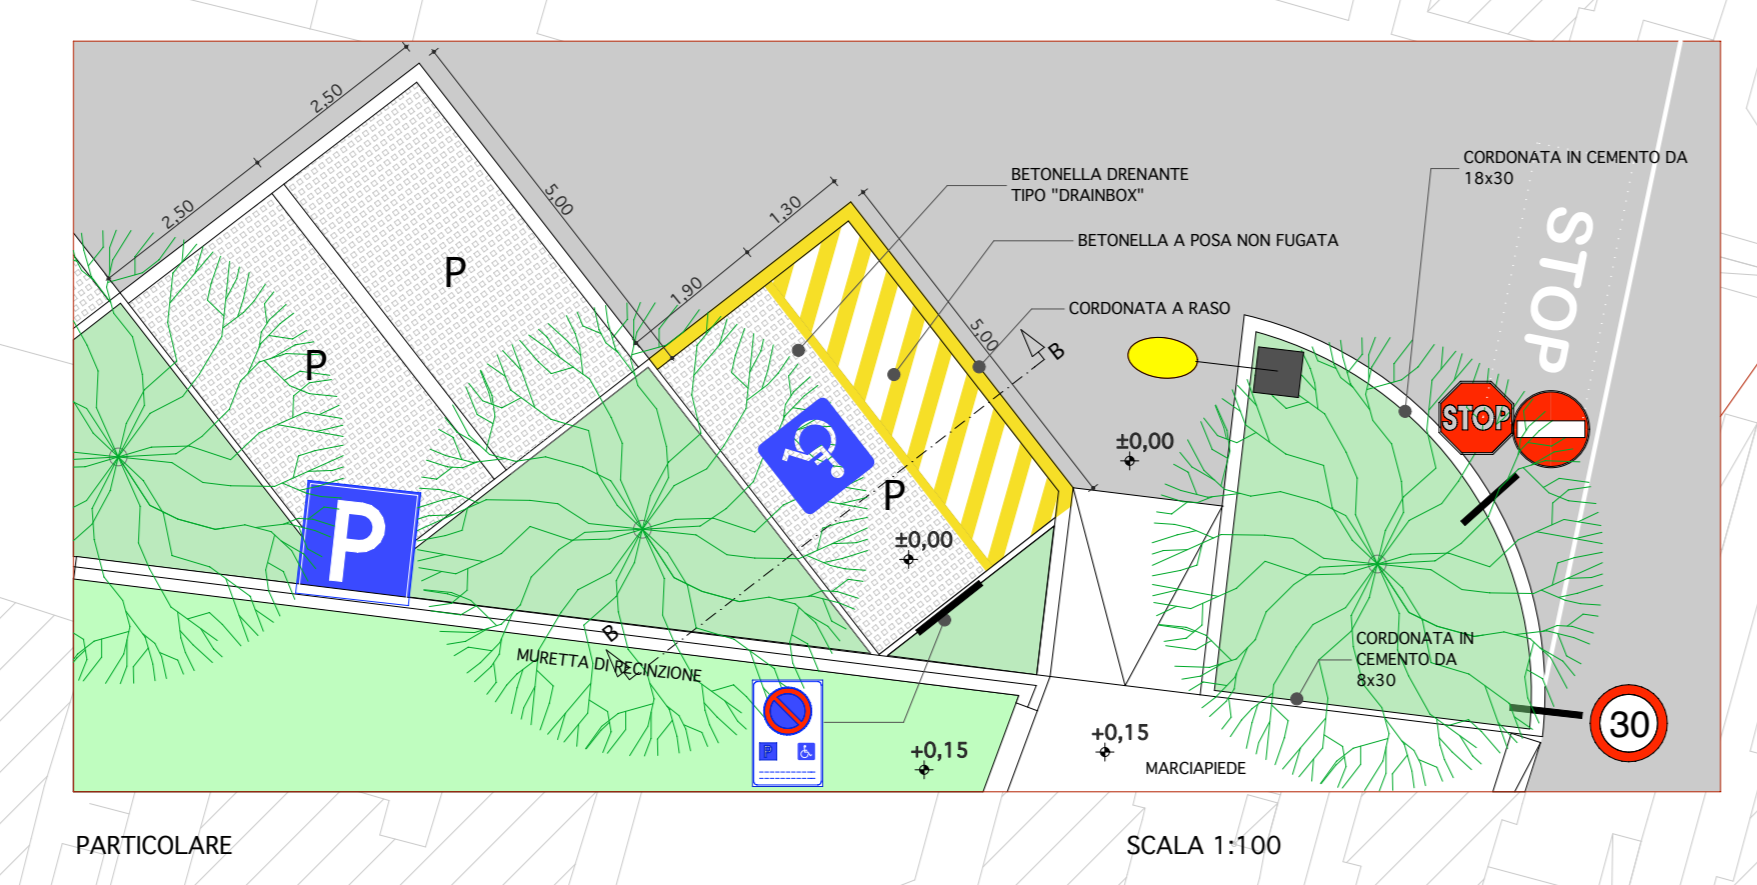 2,50
2,50
5,00
P
P
P
1,30
1,90
5,00
BETONELLA DRENANTE
TIPO "DRAINBOX"
BETONELLA A POSA NON FUGATA
CORDONATA A RASO
B
CORDONATA IN CEMENTO DA
18x30
STOP
STOP
±0,00
P
±0,00
B
MURETTA DI RECINZIONE
P
CORDONATA IN
CEMENTO DA
8x30
30
+0,15
+0,15
MARCIAPIEDE
PARTICOLARE
SCALA 1:100